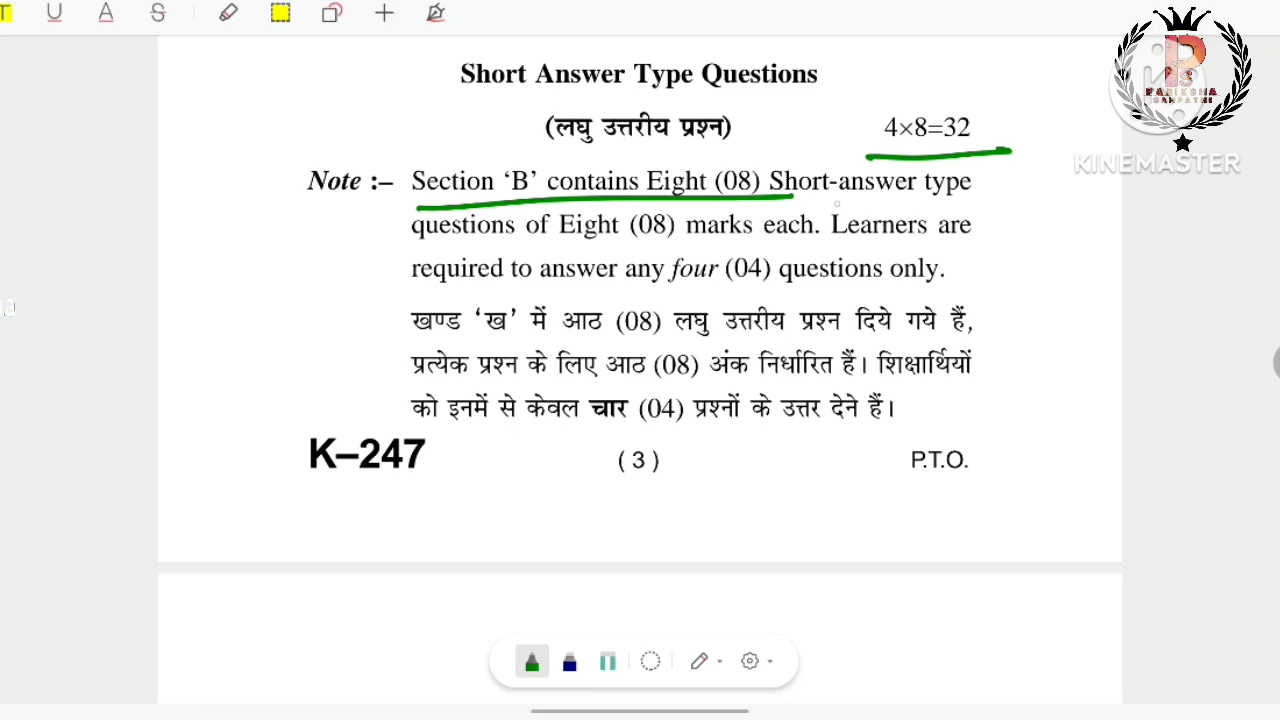 Short Answer Type Questions
(लघु उत्तरीय प्रश्न) 4×8=32
Note :– Section ‘B’ contains Eight (08) Short-answer type
questions of Eight (08) marks each. Learners are
required to answer any four (04) questions only.
खण्ड ‘ख’ में आठ (08) लघु उत्तरीय प्रश्न दिये गये हैं,
प्रत्येक प्रश्न के लिए आठ (08) अंक निर्धारित हैं। शिक्षार्थियों
को इनमें से केवल चार (04) प्रश्नों के उत्तर देने हैं।
K–247 ( 3 ) P.T.O.
PARIKSHA
SAHPATHI
KINEMASTER